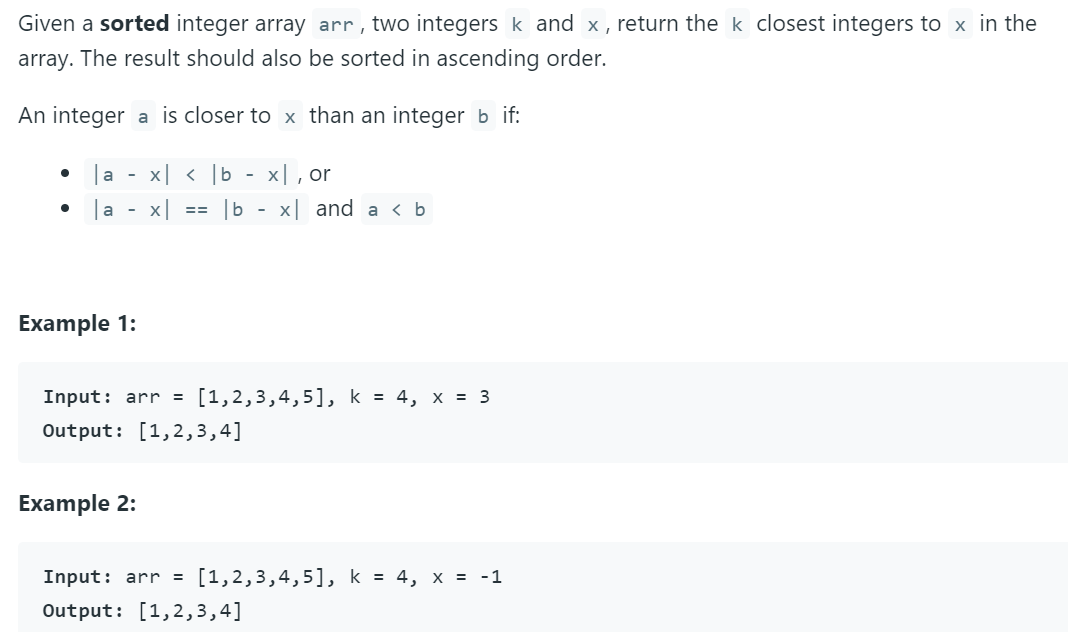 Given a sorted integer array arr, two integers k and x, return the k closest integers to x in the
array. The result should also be sorted in ascending order.
An integer a is closer to x than an integer b if:
• |a - x| < |b - x|, or
• |a - x| == |b - x| and a < b
Example 1:
Input: arr = [1,2,3,4,5], k = 4, x = 3
Output: [1,2,3,4]
Example 2:
Input: arr = [1,2,3,4,5], k = 4, x = -1
Output: [1,2,3,4]